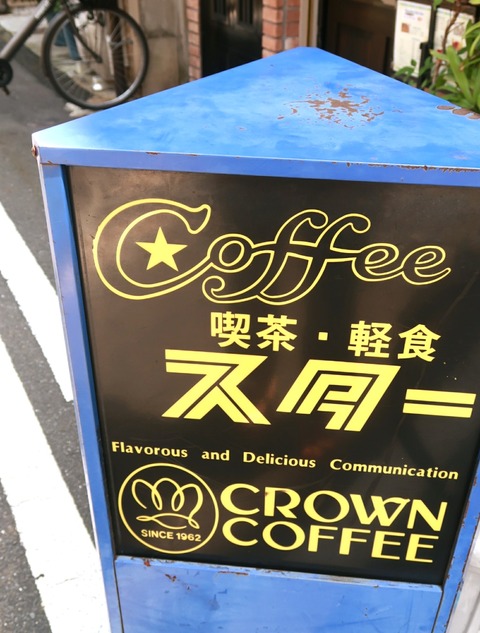 Coffee
喫茶・軽食
スター
Flavorous and Delicious Communication
CROWN
COFFEE
SINCE 1962